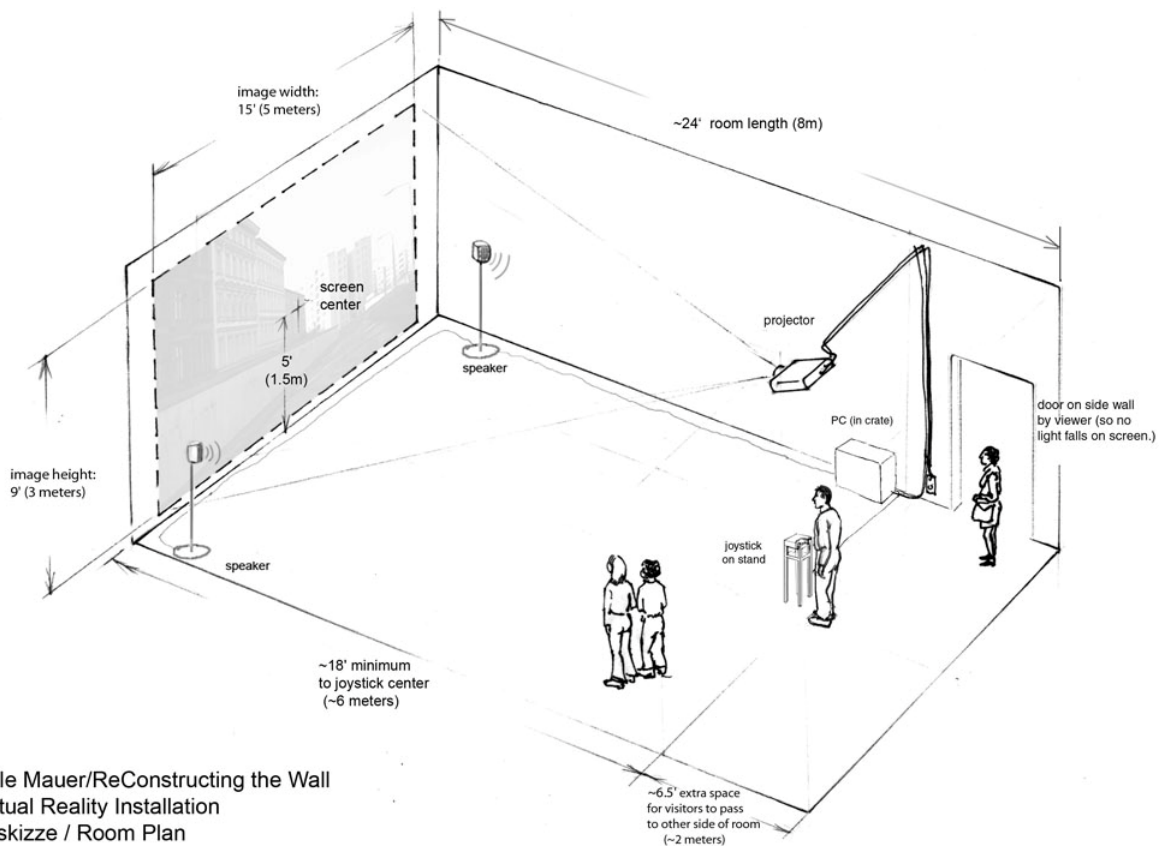 image width:
15' (5 meters)
~24' room length (8m)
screen
center
5'
(1.5m)
speaker
projector
PC (in crate)
door on side wall
by viewer (so no
light falls on screen.)
image height:
9' (3 meters)
speaker
joystick
on stand
~18' minimum
to joystick center
(~6 meters)
le Mauer/ReConstructing the Wall
tual Reality Installation
skizze / Room Plan
~6.5' extra space
for visitors to pass
to other side of room
(~2 meters)